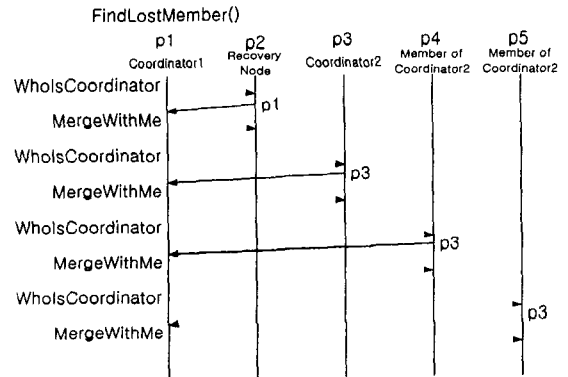 FindLostMember()
p1 p2 p3 p4 p5
Coordinator1 Recovery Node Coordinator2 Member of Coordinator2 Member of Coordinator2
WhoIsCoordinator
p1
MergeWithMe
WhoIsCoordinator
p3
MergeWithMe
WhoIsCoordinator
p3
MergeWithMe
WhoIsCoordinator
p3
MergeWithMe